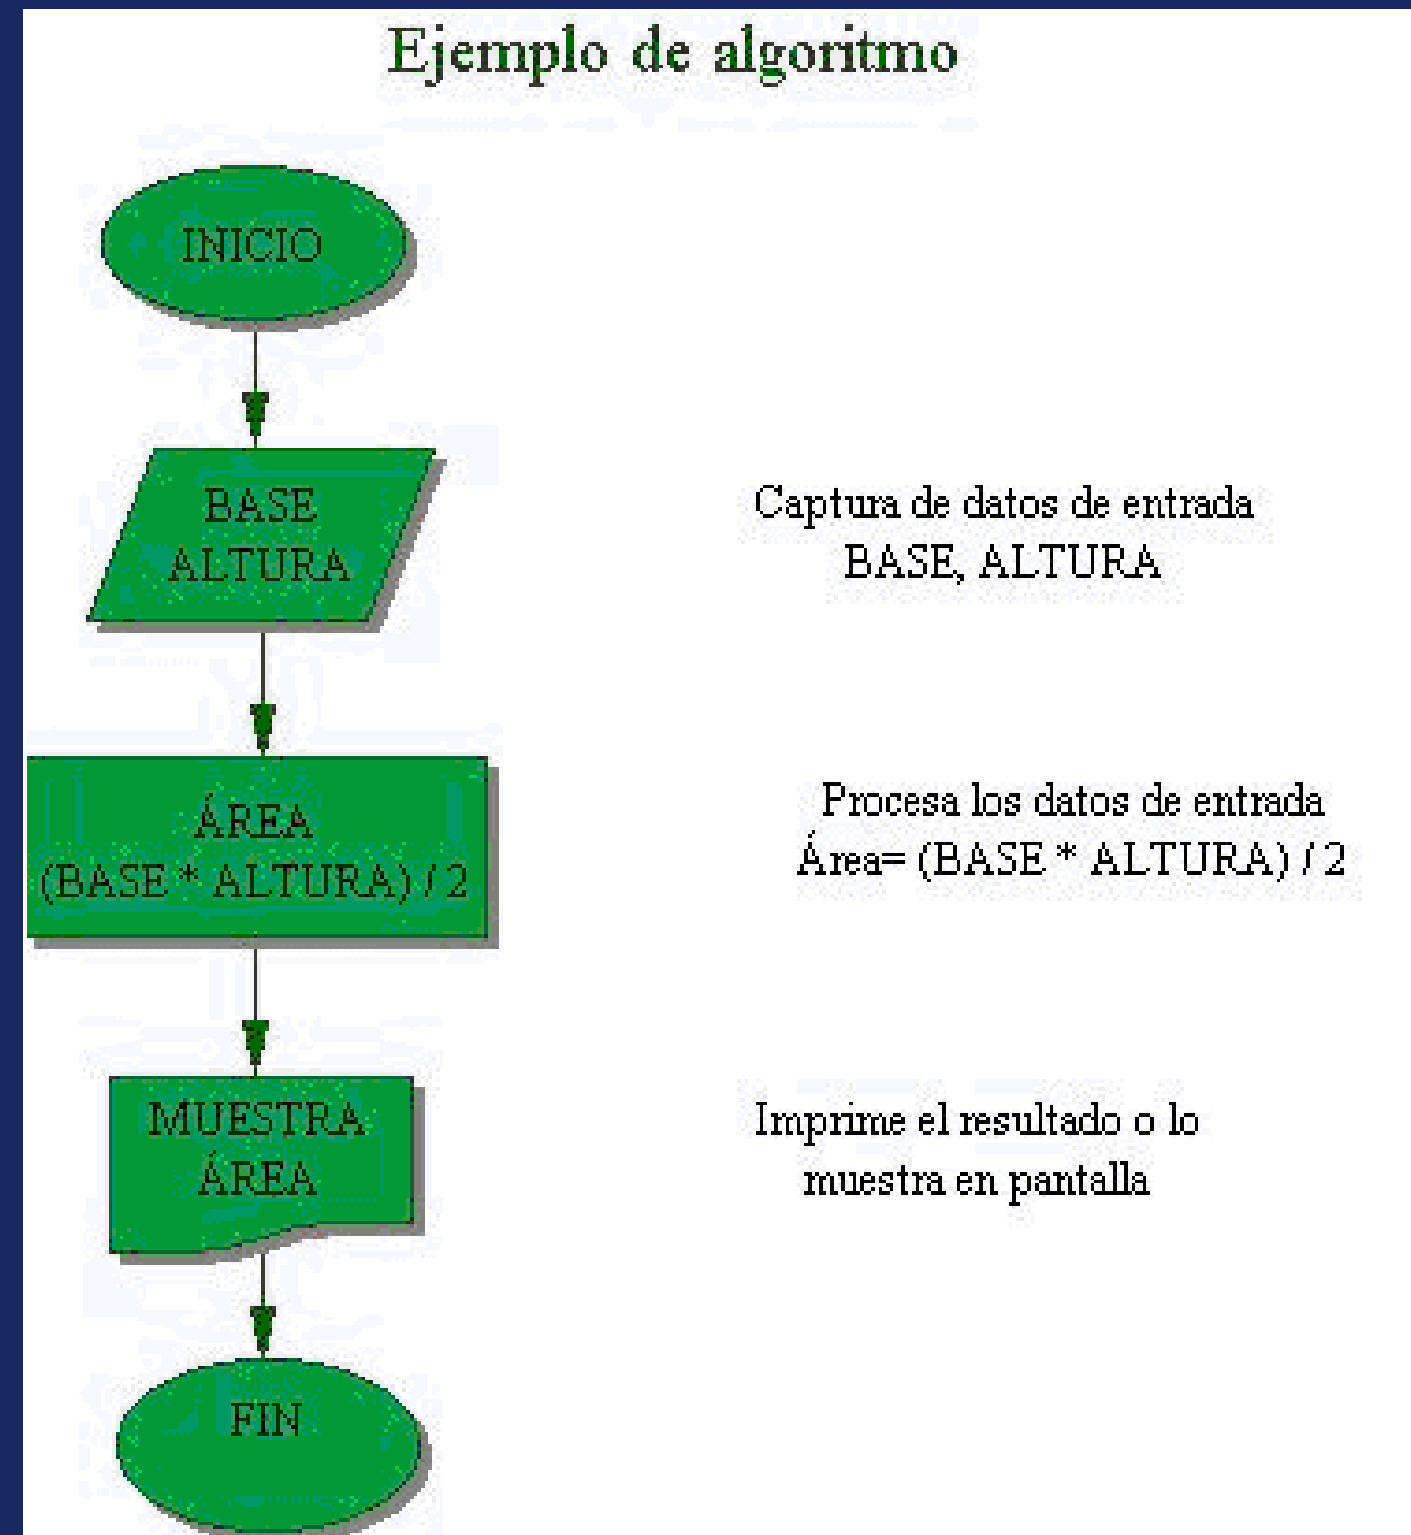 Ejemplo de algoritmo
INICIO
BASE
ALTURA
Captura de datos de entrada
BASE, ALTURA
ÁREA
(BASE * ALTURA) / 2
Procesa los datos de entrada
Área= (BASE * ALTURA) / 2
MUESTRA
ÁREA
Imprime el resultado o lo
muestra en pantalla
FIN